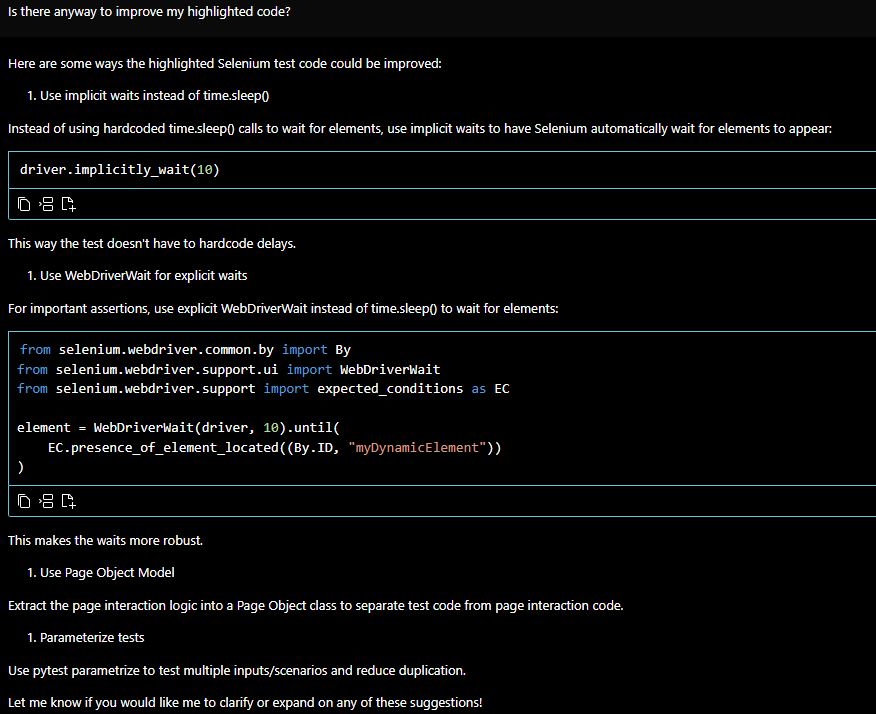 Is there anyway to improve my highlighted code?
Here are some ways the highlighted Selenium test code could be improved:
1. Use implicit waits instead of time.sleep()
Instead of using hardcoded time.sleep() calls to wait for elements, use implicit waits to have Selenium automatically wait for elements to appear:
driver.implicitly_wait(10)
This way the test doesn't have to hardcode delays.
1. Use WebDriverWait for explicit waits
For important assertions, use explicit WebDriverWait instead of time.sleep() to wait for elements:
from selenium.webdriver.common.by import By
from selenium.webdriver.support.ui import WebDriverWait
from selenium.webdriver.support import expected_conditions as EC
element = WebDriverWait(driver, 10).until(
    EC.presence_of_element_located((By.ID, "myDynamicElement"))
)
This makes the waits more robust.
1. Use Page Object Model
Extract the page interaction logic into a Page Object class to separate test code from page interaction code.
1. Parameterize tests
Use pytest parametrize to test multiple inputs/scenarios and reduce duplication.
Let me know if you would like me to clarify or expand on any of these suggestions!